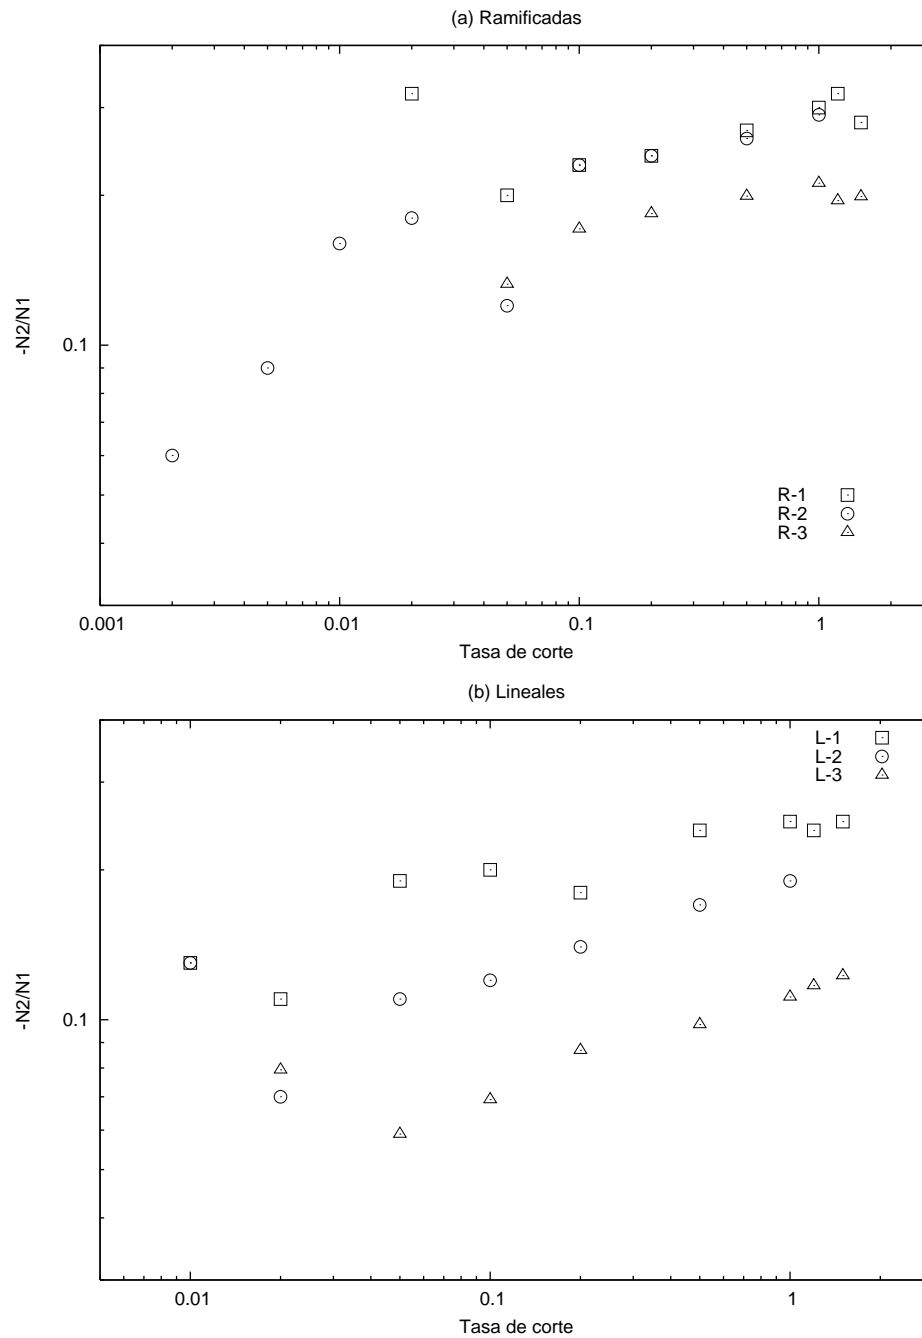 (a) Ramificadas
-N2/N1
0.1
R-1
R-2
R-3
0.001
0.01
0.1
1
Tasa de corte
(b) Lineales
L-1
L-2
L-3
-N2/N1
0.1
0.01
0.1
1
Tasa de corte